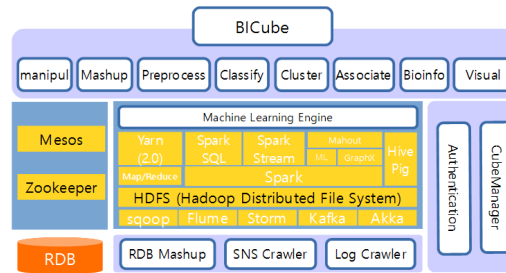 BICube
manipul Mashup Preprocess Classify Cluster Associate Bioinfo Visual
Machine Learning Engine
Mesos
Zookeeper
Yarn (2.0)
Spark SQL
Spark Stream
Mahout
ML GraphX
Hive Pig
Map/Reduce
Spark
HDFS (Hadoop Distributed File System)
sqoop Flume Storm Kafka Akka
Authentication
CubeManager
RDB
RDB Mashup SNS Crawler Log Crawler